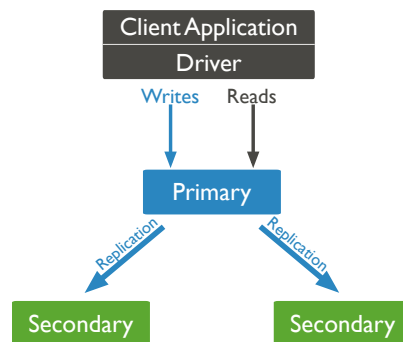 Client Application
Driver
Writes Reads
Primary
Replication Replication
Secondary Secondary